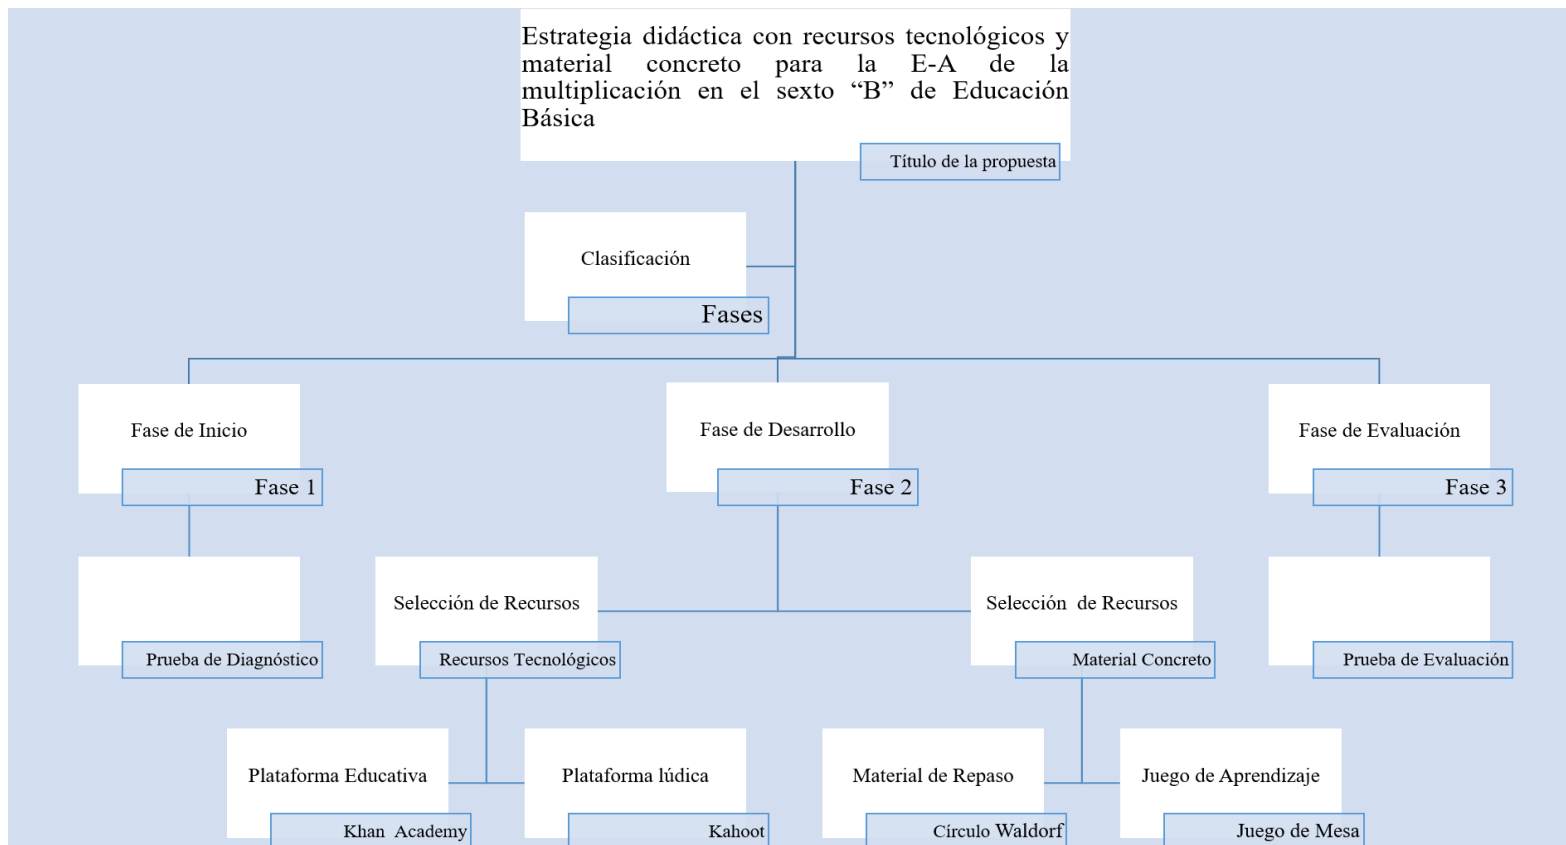 Estrategia didáctica con recursos tecnológicos y
material concreto para la E-A de la
multiplicación en el sexto “B” de Educación
Básica
Título de la propuesta
Clasificación
Fases
Fase de Inicio
Fase 1
Fase de Desarrollo
Fase 2
Fase de Evaluación
Fase 3
Prueba de Diagnóstico
Selección de Recursos
Recursos Tecnológicos
Selección de Recursos
Material Concreto
Prueba de Evaluación
Plataforma Educativa
Khan Academy
Plataforma lúdica
Kahoot
Material de Repaso
Círculo Waldorf
Juego de Aprendizaje
Juego de Mesa